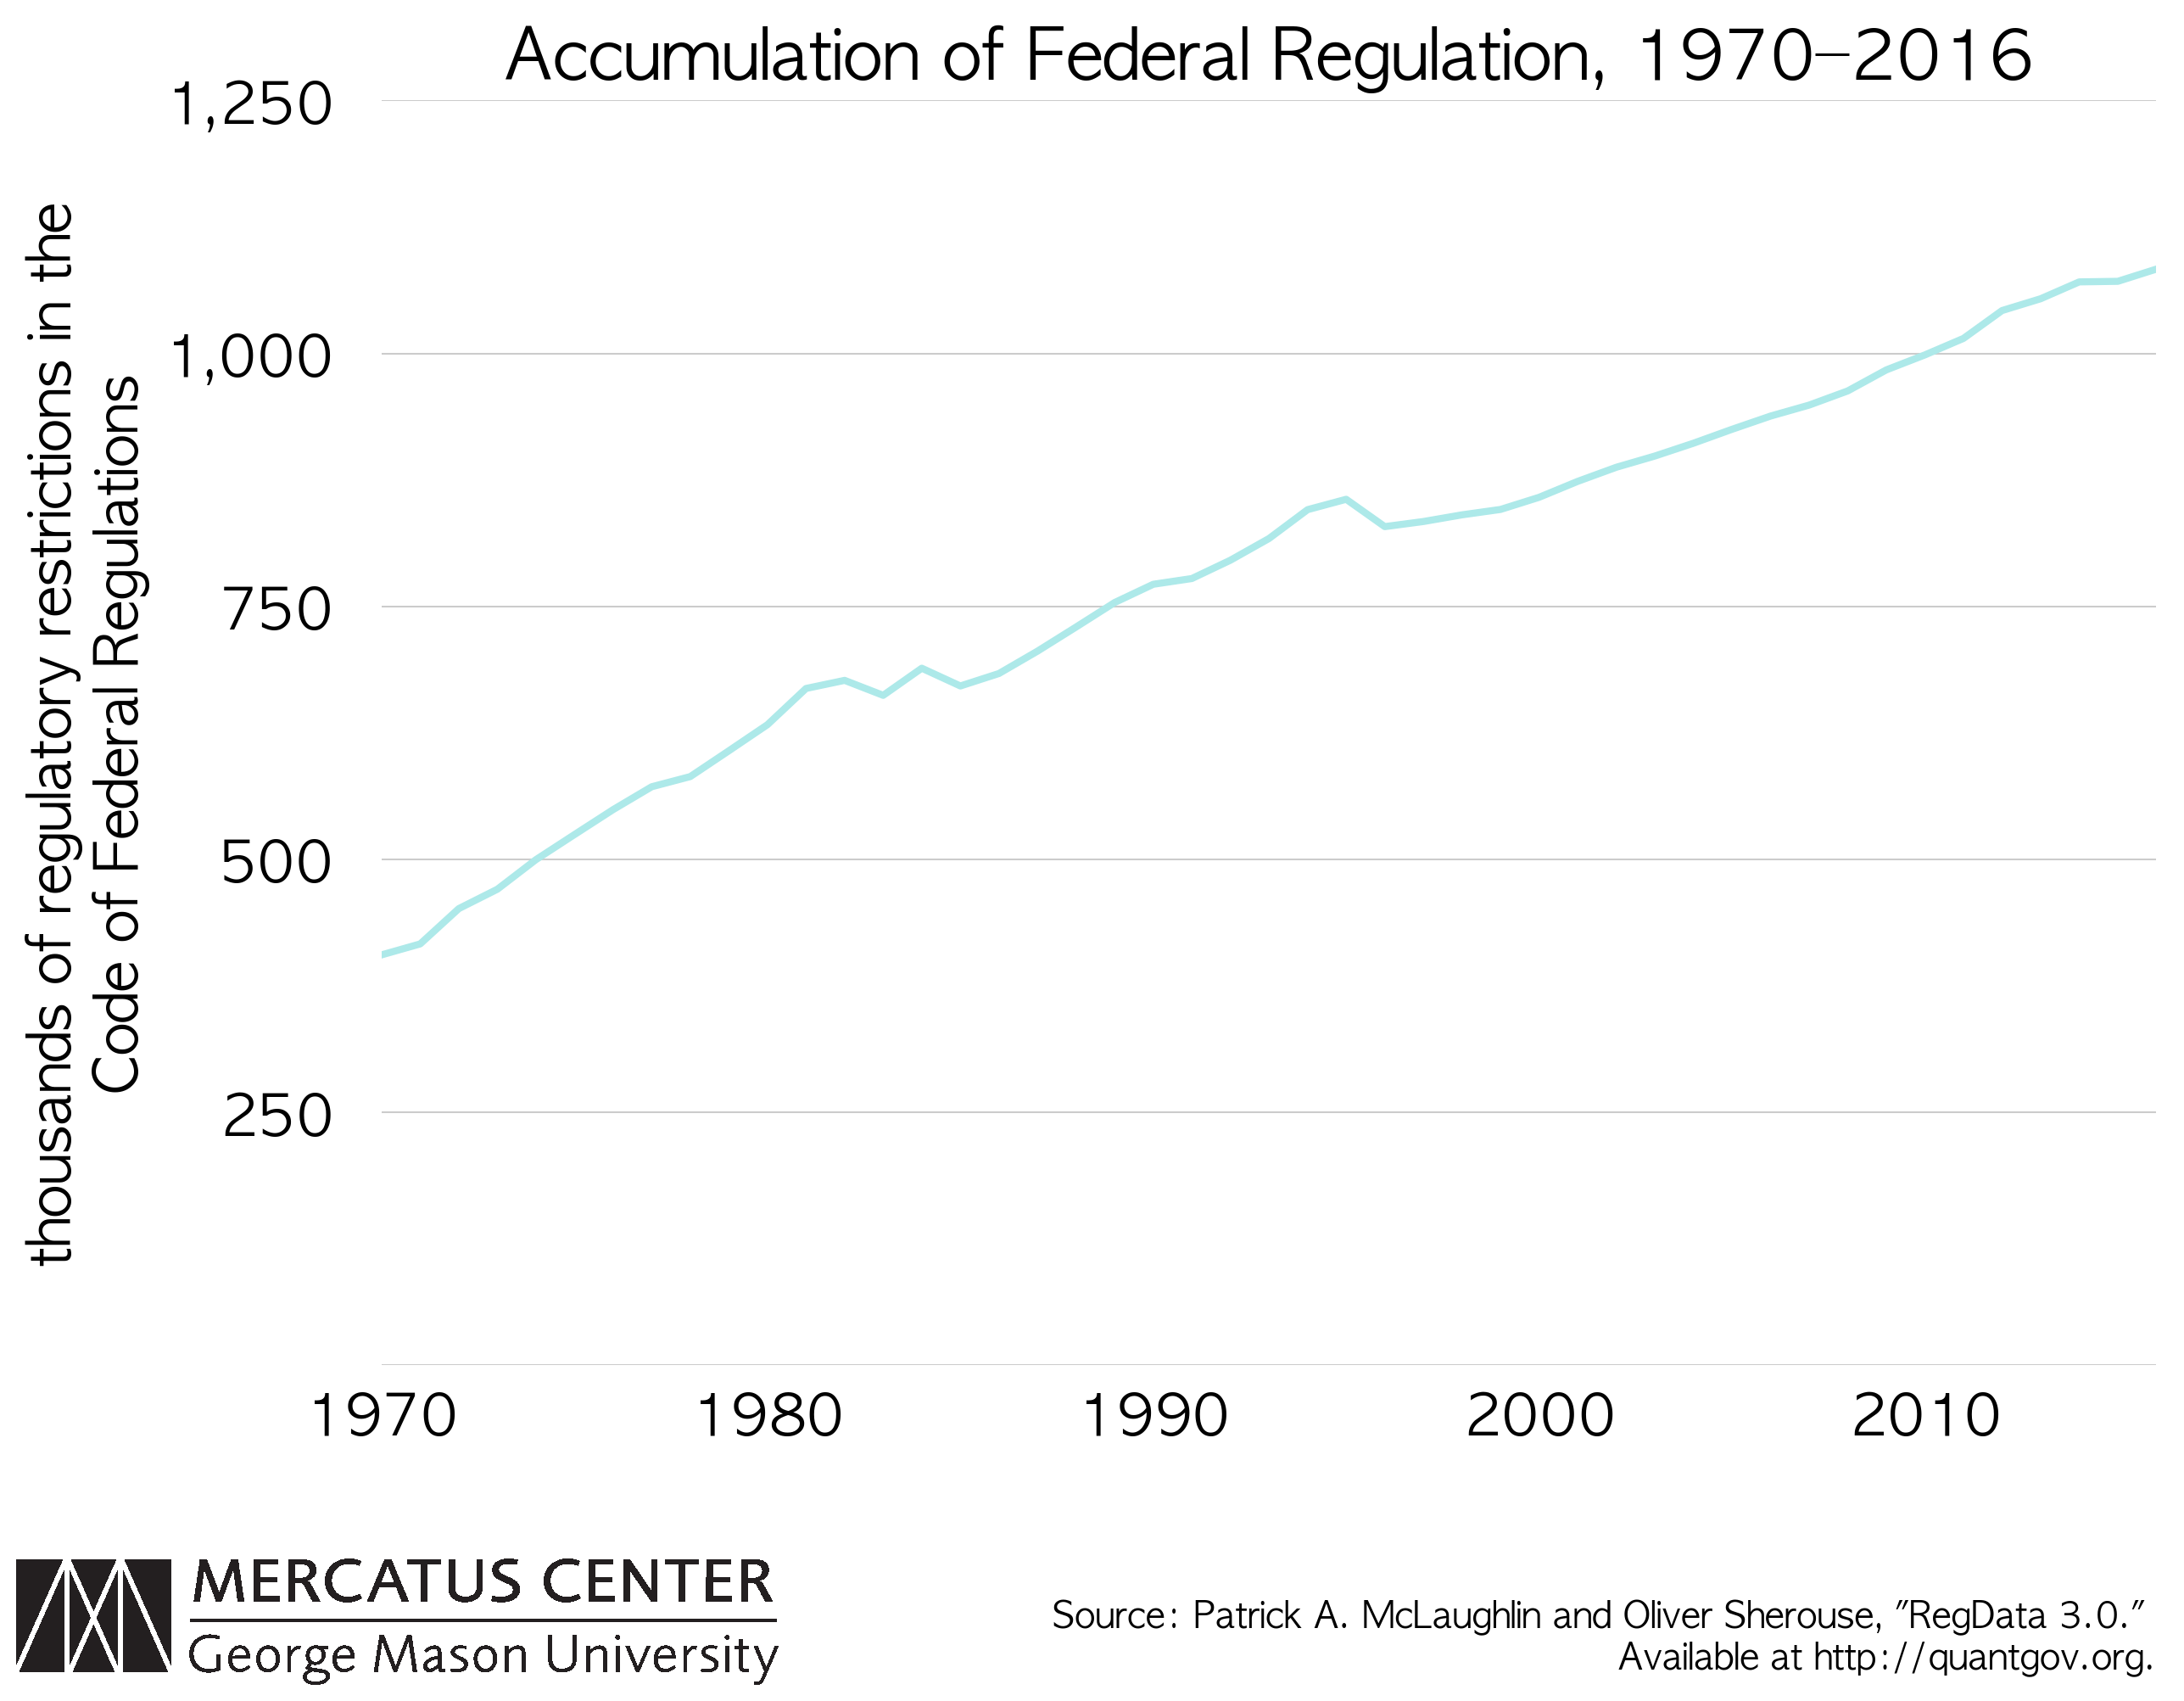 Accumulation of Federal Regulation, 1970–2016
thousands of regulatory restrictions in the
Code of Federal Regulations
1,250
1,000
750
500
250
1970 1980 1990 2000 2010
MERCATUS CENTER
George Mason University
Source: Patrick A. McLaughlin and Oliver Sherouse, "RegData 3.0."
Available at http://quantgov.org.